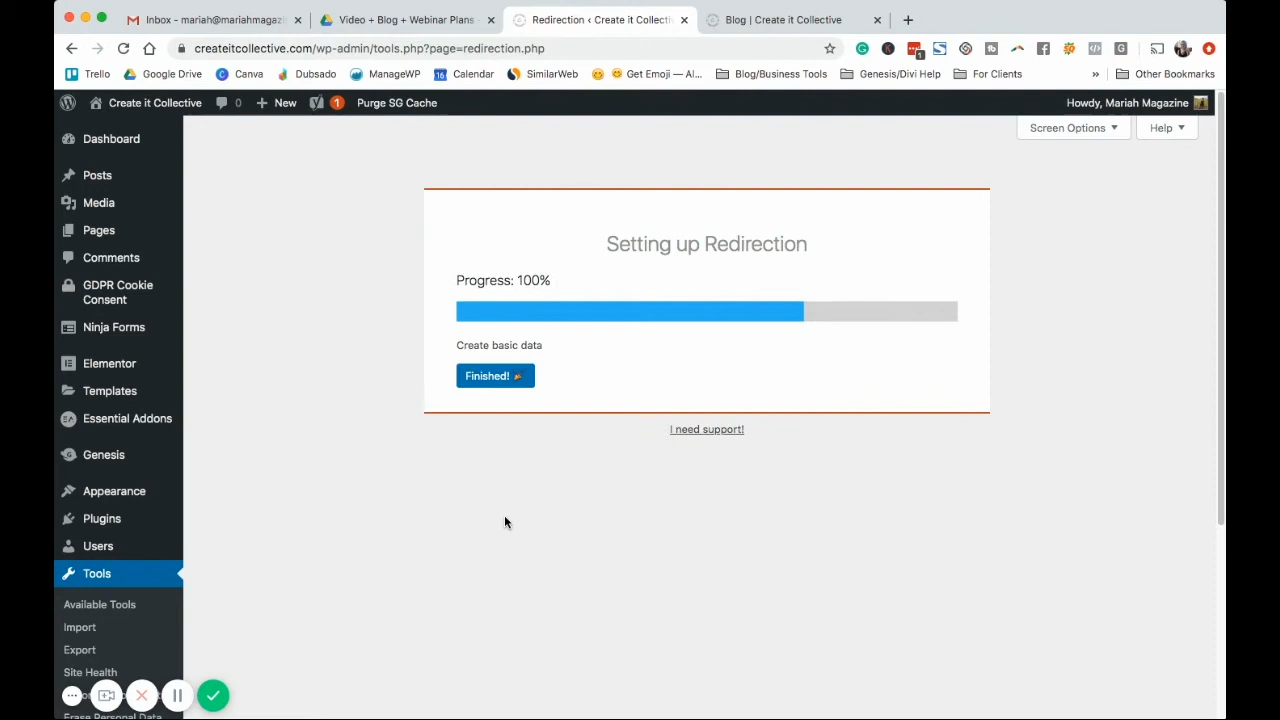 Inbox - mariah@mariahmagazi
Video + Blog + Webinar Plans
Redirection ‹ Create it Collecti
Blog | Create it Collective
createitcollective.com/wp-admin/tools.php?page=redirection.php
Trello
Google Drive
Canva
Dubsado
ManageWP
16
Calendar
SimilarWeb
Get Emoji — Al...
Blog/Business Tools
Genesis/Divi Help
For Clients
»
Other Bookmarks
Create it Collective
0
New
1
Purge SG Cache
Howdy, Mariah Magazine
Screen Options
Help
Dashboard
Posts
Media
Pages
Comments
GDPR Cookie
Consent
Ninja Forms
Elementor
Templates
Essential Addons
Genesis
Appearance
Plugins
Users
Tools
Available Tools
Import
Export
Site Health
Erase Personal Data
Setting up Redirection
Progress: 100%
Create basic data
Finished! 🎉
I need support!